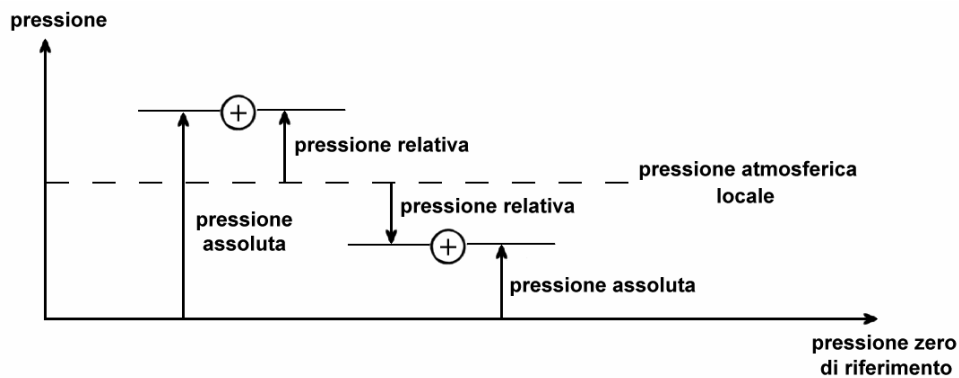 pressione
pressione relativa
pressione atmosferica
locale
pressione relativa
pressione
assoluta
pressione assoluta
pressione zero
di riferimento